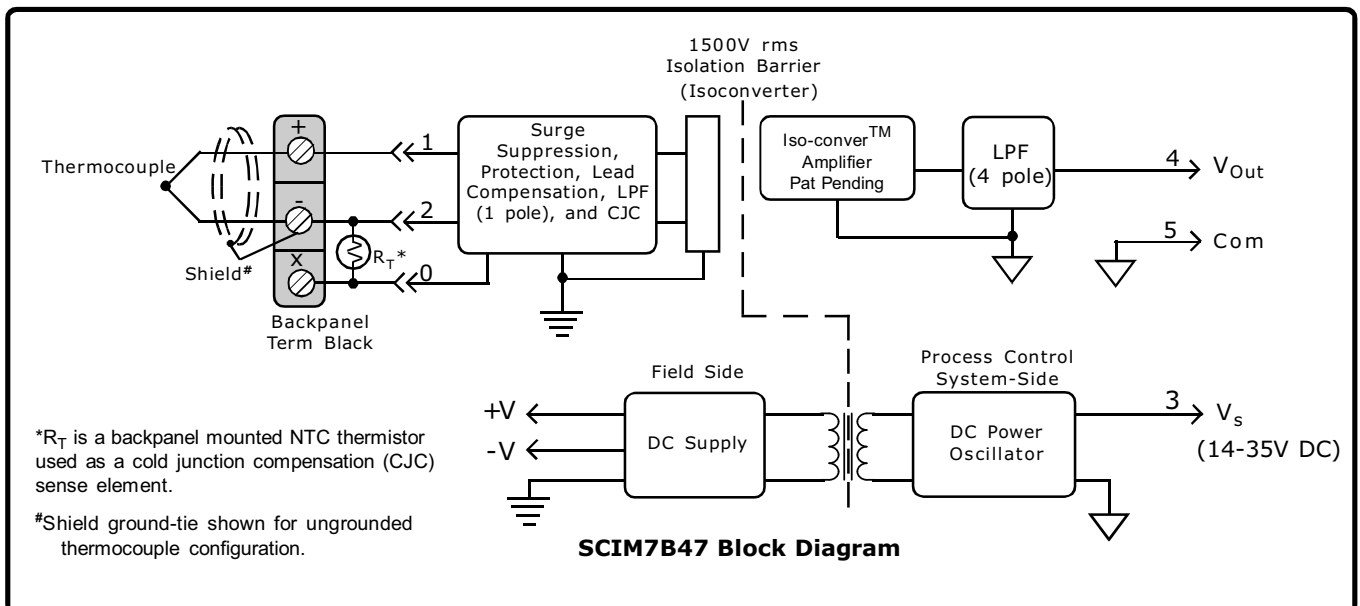 1500V rms
Isolation Barrier
(Isoconverter)
Thermocouple
Shield#
+
-
X
Backpanel
Term Black
RT*
1
2
0
Surge
Suppression,
Protection, Lead
Compensation, LPF
(1 pole), and CJC
Iso-conver™
Amplifier
Pat Pending
LPF
(4 pole)
4
VOut
5
Com
Field Side
+V
-V
DC Supply
Process Control
System-Side
DC Power
Oscillator
3
Vs
(14-35V DC)
*RT is a backpanel mounted NTC thermistor
used as a cold junction compensation (CJC)
sense element.
#Shield ground-tie shown for ungrounded
thermocouple configuration.
SCIM7B47 Block Diagram